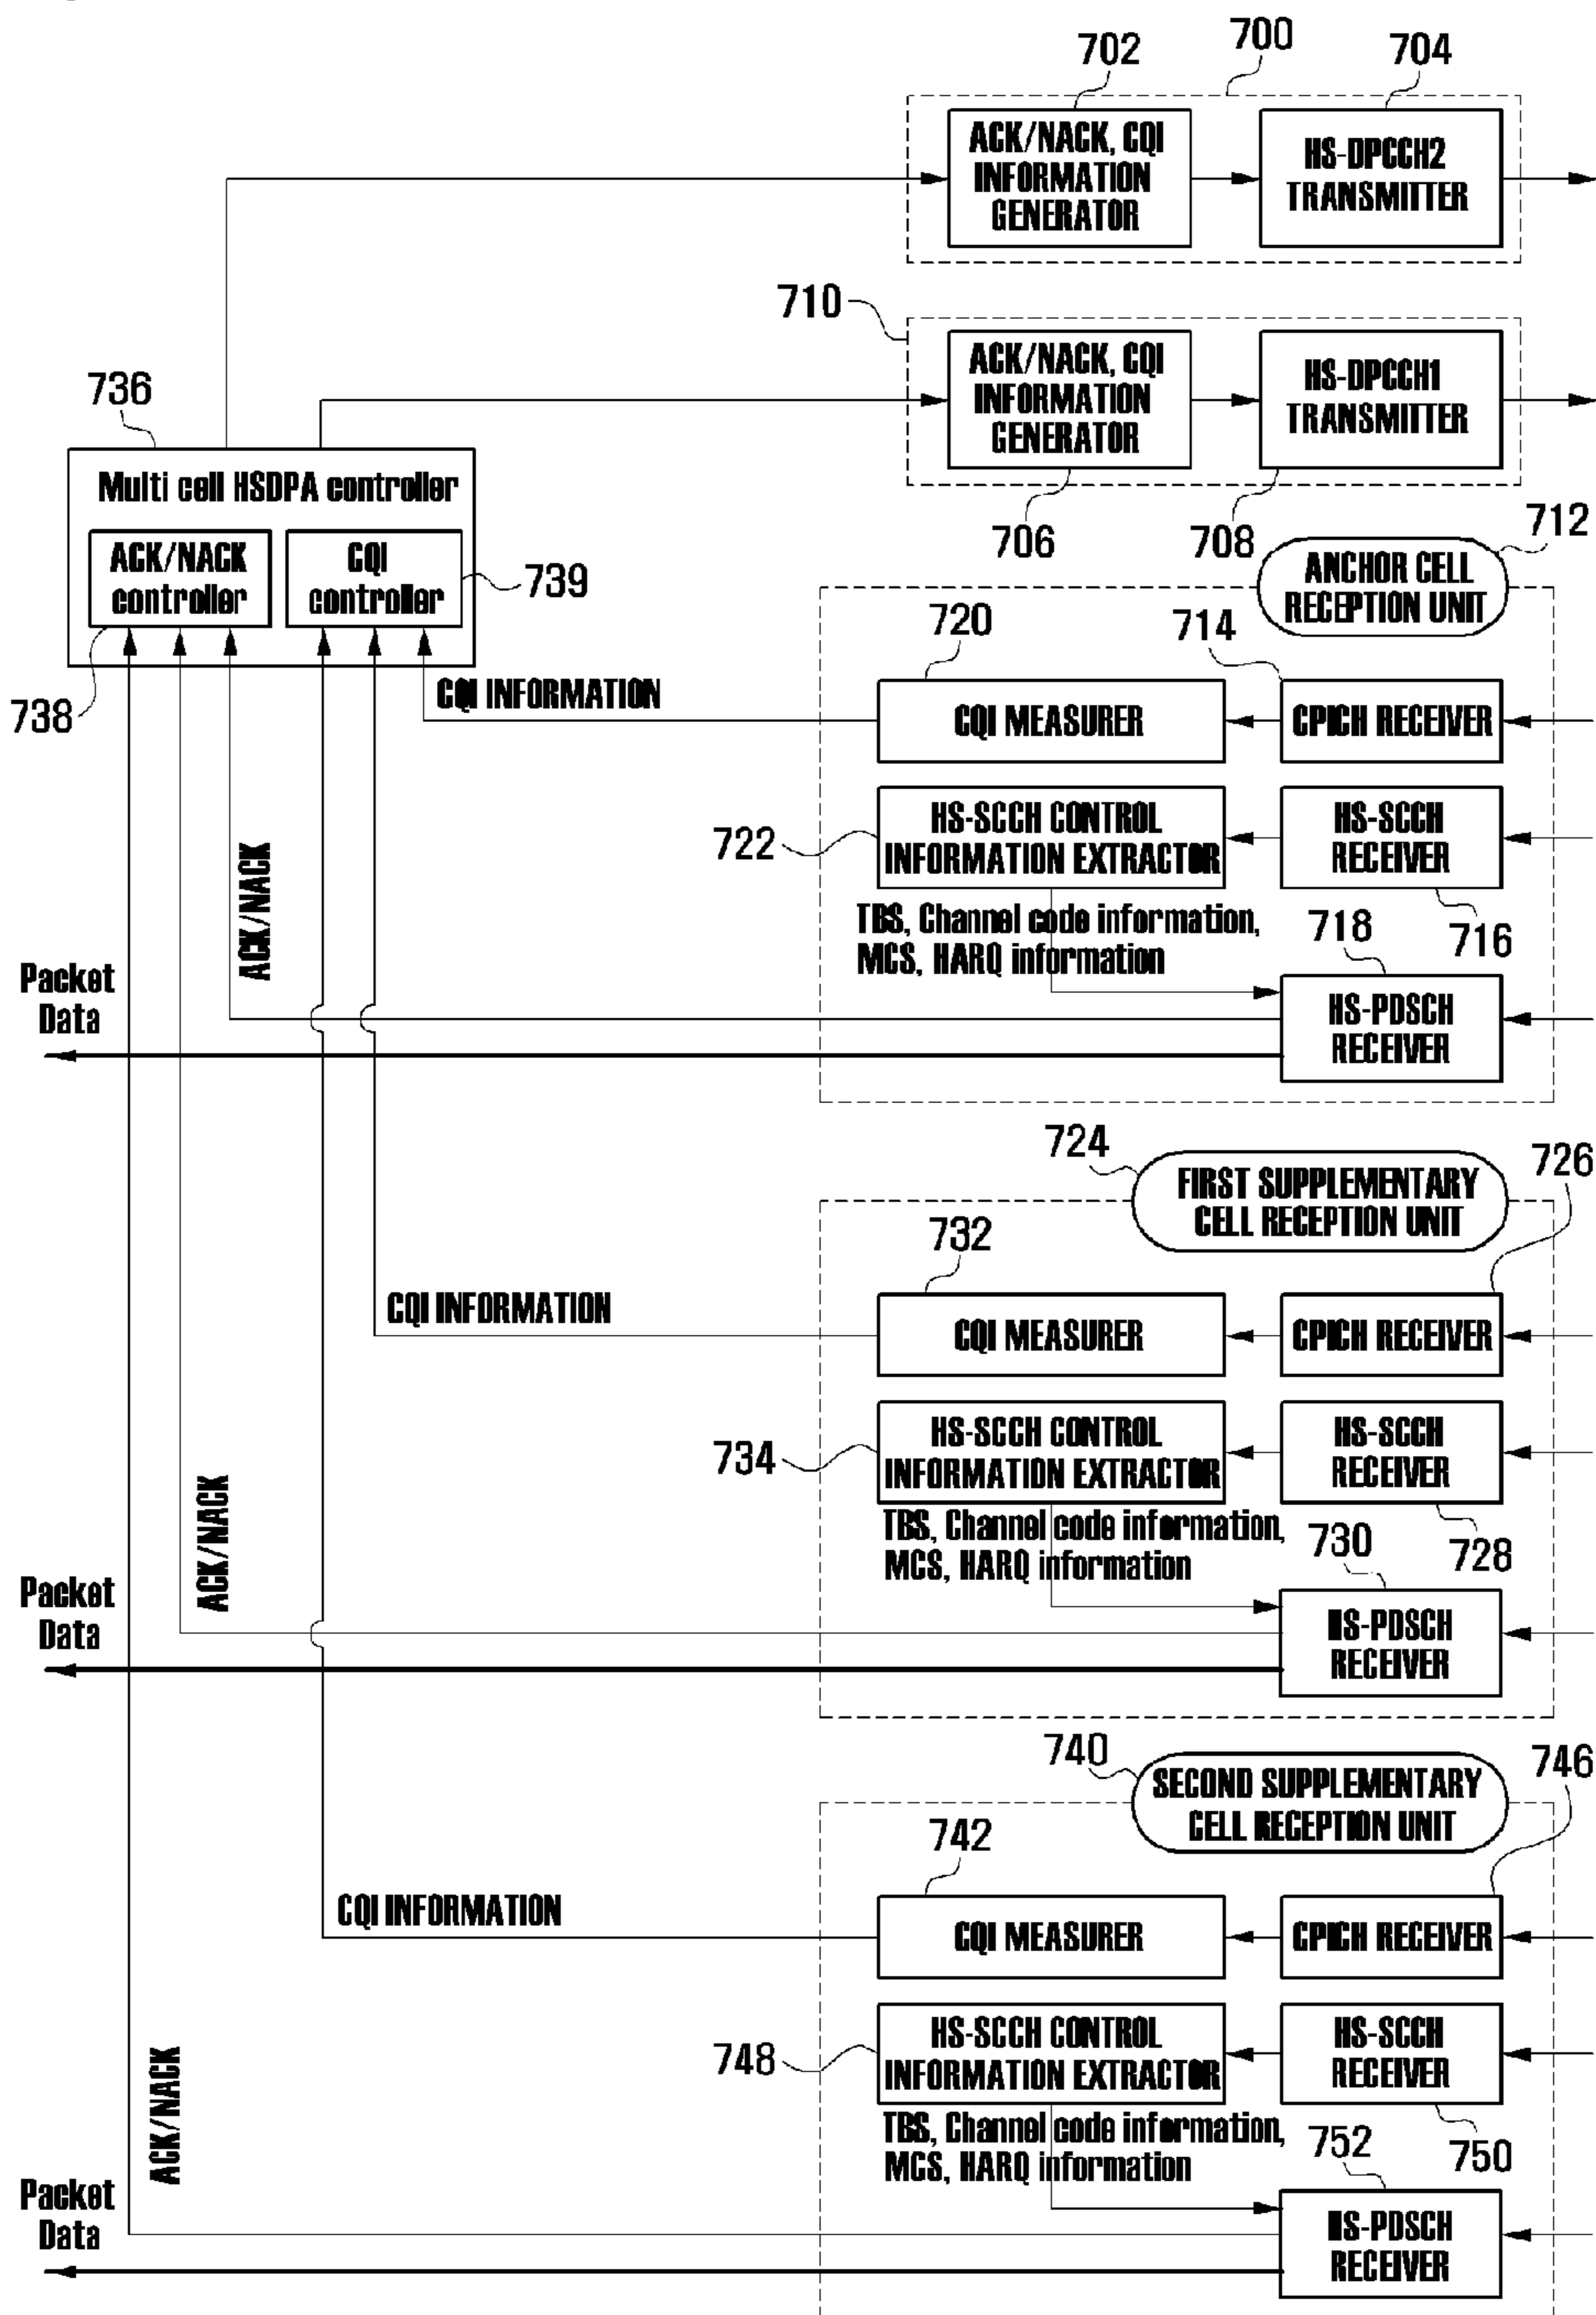 700
702
704
ACK/NACK, CQI
INFORMATION
GENERATOR
HS-DPCCH2
TRANSMITTER
710
ACK/NACK, CQI
INFORMATION
GENERATOR
HS-DPCCH1
TRANSMITTER
706
708
736
Multi cell HSDPA controller
ACK/NACK
controller
CQI
controller
739
738
712
ANCHOR CELL
RECEPTION UNIT
720
714
CQI INFORMATION
CQI MEASURER
CPICH RECEIVER
722
HS-SCCH CONTROL
INFORMATION EXTRACTOR
HS-SCCH
RECEIVER
716
TBS, Channel code information,
MCS, HARQ information
718
ACK/NACK
Packet
Data
HS-PDSCH
RECEIVER
724
FIRST SUPPLEMENTARY
CELL RECEPTION UNIT
726
732
CQI INFORMATION
CQI MEASURER
CPICH RECEIVER
734
HS-SCCH CONTROL
INFORMATION EXTRACTOR
HS-SCCH
RECEIVER
728
TBS, Channel code information,
MCS, HARQ information
730
ACK/NACK
Packet
Data
HS-PDSCH
RECEIVER
740
SECOND SUPPLEMENTARY
CELL RECEPTION UNIT
746
742
CQI INFORMATION
CQI MEASURER
CPICH RECEIVER
748
HS-SCCH CONTROL
INFORMATION EXTRACTOR
HS-SCCH
RECEIVER
750
TBS, Channel code information,
MCS, HARQ information
752
ACK/NACK
Packet
Data
HS-PDSCH
RECEIVER